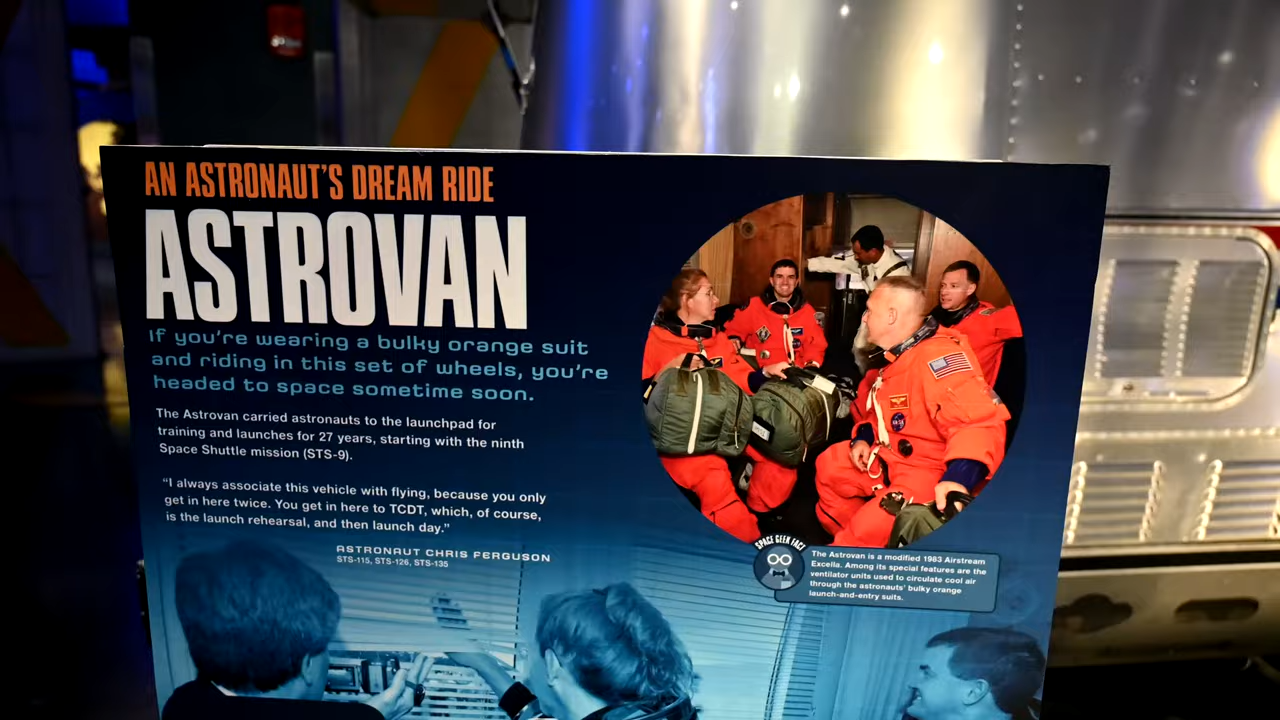 AN ASTRONAUT'S DREAM RIDE
ASTROVAN
If you're wearing a bulky orange suit
and riding in this set of wheels, you're
headed to space sometime soon.
The Astrovan carried astronauts to the launchpad for
training and launches for 27 years, starting with the ninth
Space Shuttle mission (STS-9).
“I always associate this vehicle with flying, because you only
get in here twice. You get in here to TCDT, which, of course,
is the launch rehearsal, and then launch day.”
ASTRONAUT CHRIS FERGUSON
STS-115, STS-126, STS-135
SPACE GEEK FACT
The Astrovan is a modified 1983 Airstream
Excella. Among its special features are the
ventilator units used to circulate cool air
through the astronauts' bulky orange
launch-and-entry suits.